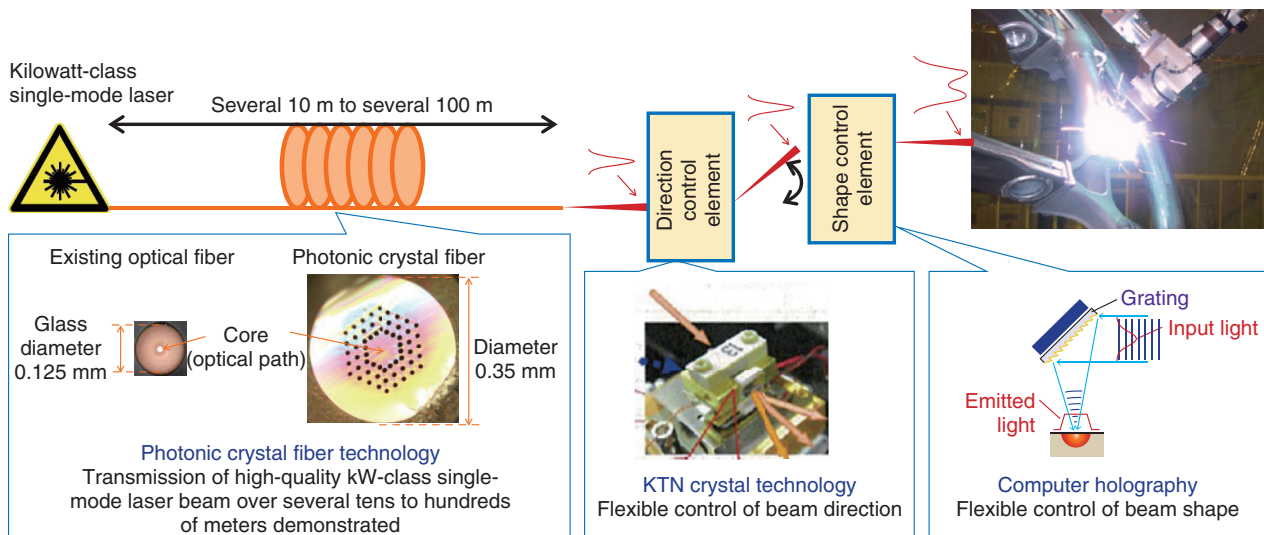 Kilowatt-class
single-mode laser
Several 10 m to several 100 m
Direction
control
element
Shape control
element
Existing optical fiber
Photonic crystal fiber
Glass
diameter
0.125 mm
Core
(optical path)
Diameter
0.35 mm
Photonic crystal fiber technology
Transmission of high-quality kW-class single-
mode laser beam over several tens to hundreds
of meters demonstrated
KTN crystal technology
Flexible control of beam direction
Grating
Input light
Emitted
light
Computer holography
Flexible control of beam shape